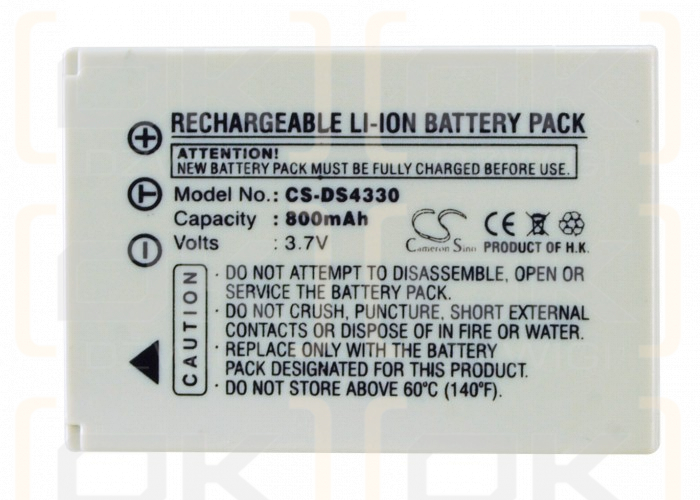 RECHARGEABLE LI-ION BATTERY PACK
ATTENTION!
NEW BATTERY PACK MUST BE FULLY CHARGED BEFORE USE
Model No. : CS-DS4330
Capacity : 800mAh
Volts : 3.7V
CS
Cameron Sino
CE
PRODUCT OF H.K.
CAUTION
· DO NOT ATTEMPT TO DISASSEMBLE, OPEN OR
SERVICE THE BATTERY PACK.
· DO NOT CRUSH, PUNCTURE, SHORT EXTERNAL
CONTACTS OR DISPOSE OF IN FIRE OR WATER.
· REPLACE ONLY WITH THE BATTERY
PACK DESIGNATED FOR THIS PRODUCT.
· DO NOT STORE ABOVE 60°C (140°F).